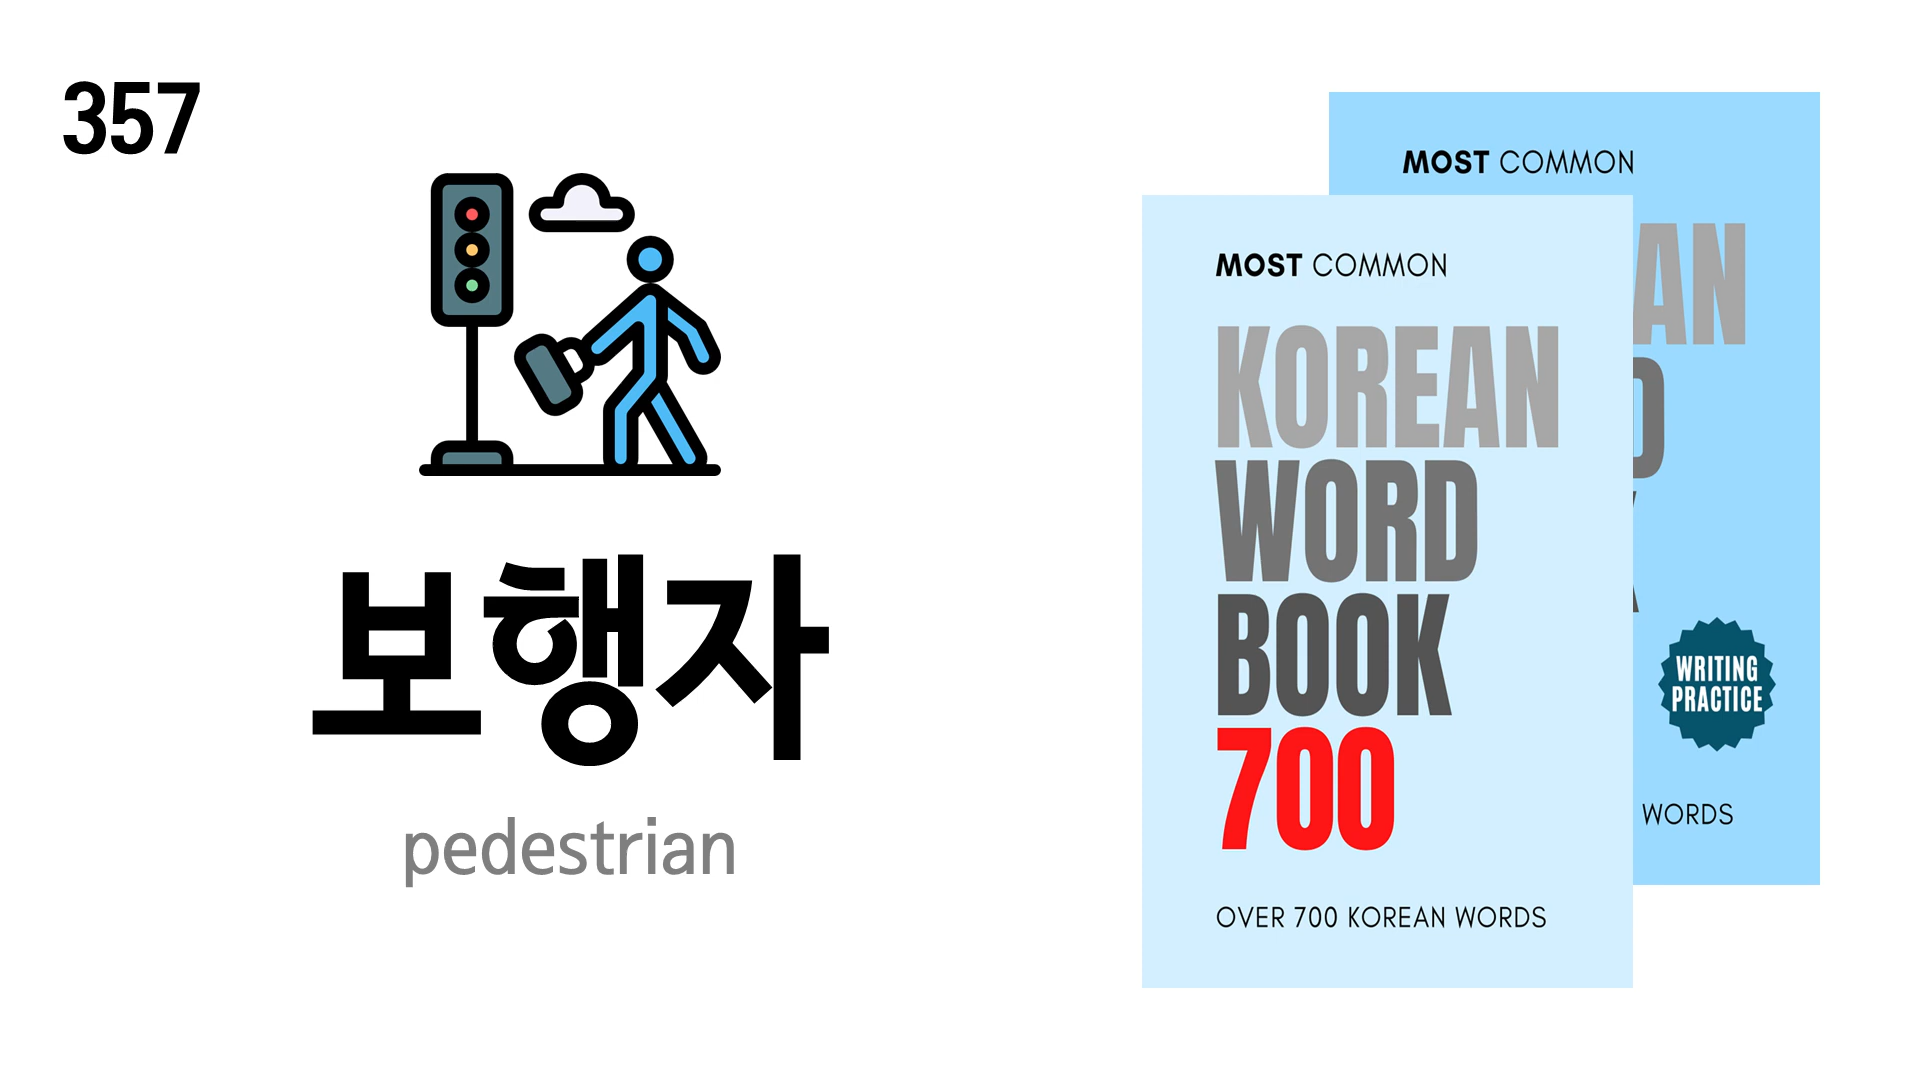 357
보행자
pedestrian
MOST COMMON
KOREAN
WORD
BOOK
700
OVER 700 KOREAN WORDS
MOST COMMON
WRITING
PRACTICE
WORDS